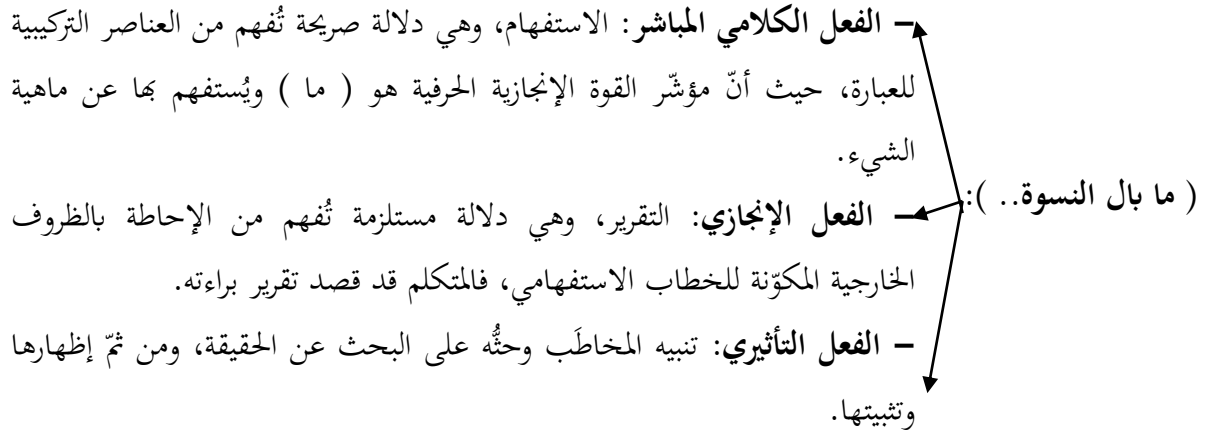 – الفعل الكلامي المباشر: الاستفهام، وهي دلالة صريحة تُفهم من العناصر التركيبية
للعبارة، حيث أنّ مؤشّر القوة الإنجازية الحرفية هو ( ما ) ويُستفهم بها عن ماهية
الشيء.
( ما بال النسوة.. ):
– الفعل الإنجازي: التقرير، وهي دلالة مستلزمة تُفهم من الإحاطة بالظروف
الخارجية المكوّنة للخطاب الاستفهامي، فالمتكلم قد قصد تقرير براءته.
– الفعل التأثيري: تنبيه المخاطَب وحثُّه على البحث عن الحقيقة، ومن ثمّ إظهارها
وتثبيتها.